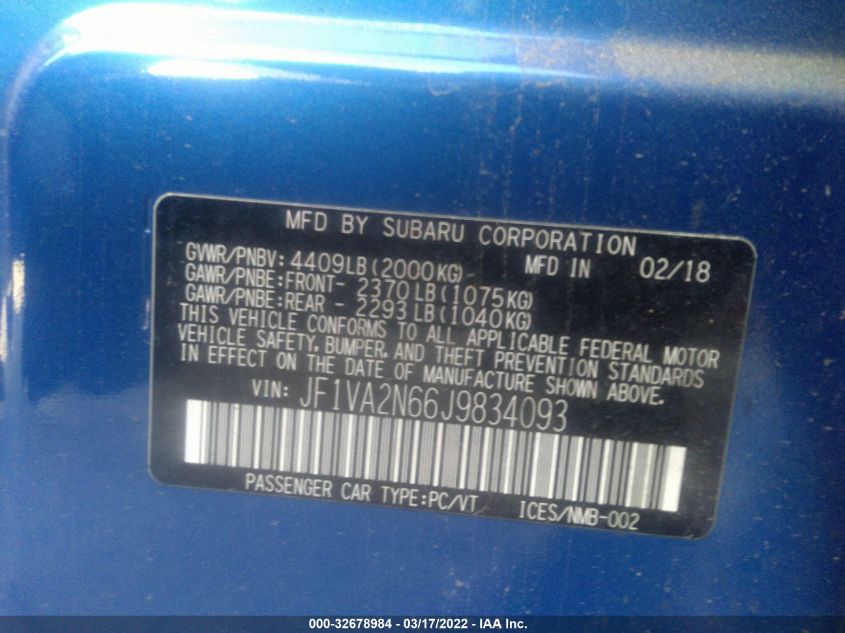 MFD BY SUBARU CORPORATION
GVWR/PNBV: 4409LB(2000KG) MFD IN 02/18
GAWR/PNBE:FRONT- 2370LB(1075KG)
GAWR/PNBE:REAR - 2293LB(1040KG)
THIS VEHICLE CONFORMS TO ALL APPLICABLE FEDERAL MOTOR
VEHICLE SAFETY, BUMPER, AND THEFT PREVENTION STANDARDS
IN EFFECT ON THE DATE OF MANUFACTURE SHOWN ABOVE.
VIN: JF1VA2N66J9834093
PASSENGER CAR TYPE:PC/VT ICES/NMB-002
000-32678984 - 03/17/2022 - IAA Inc.